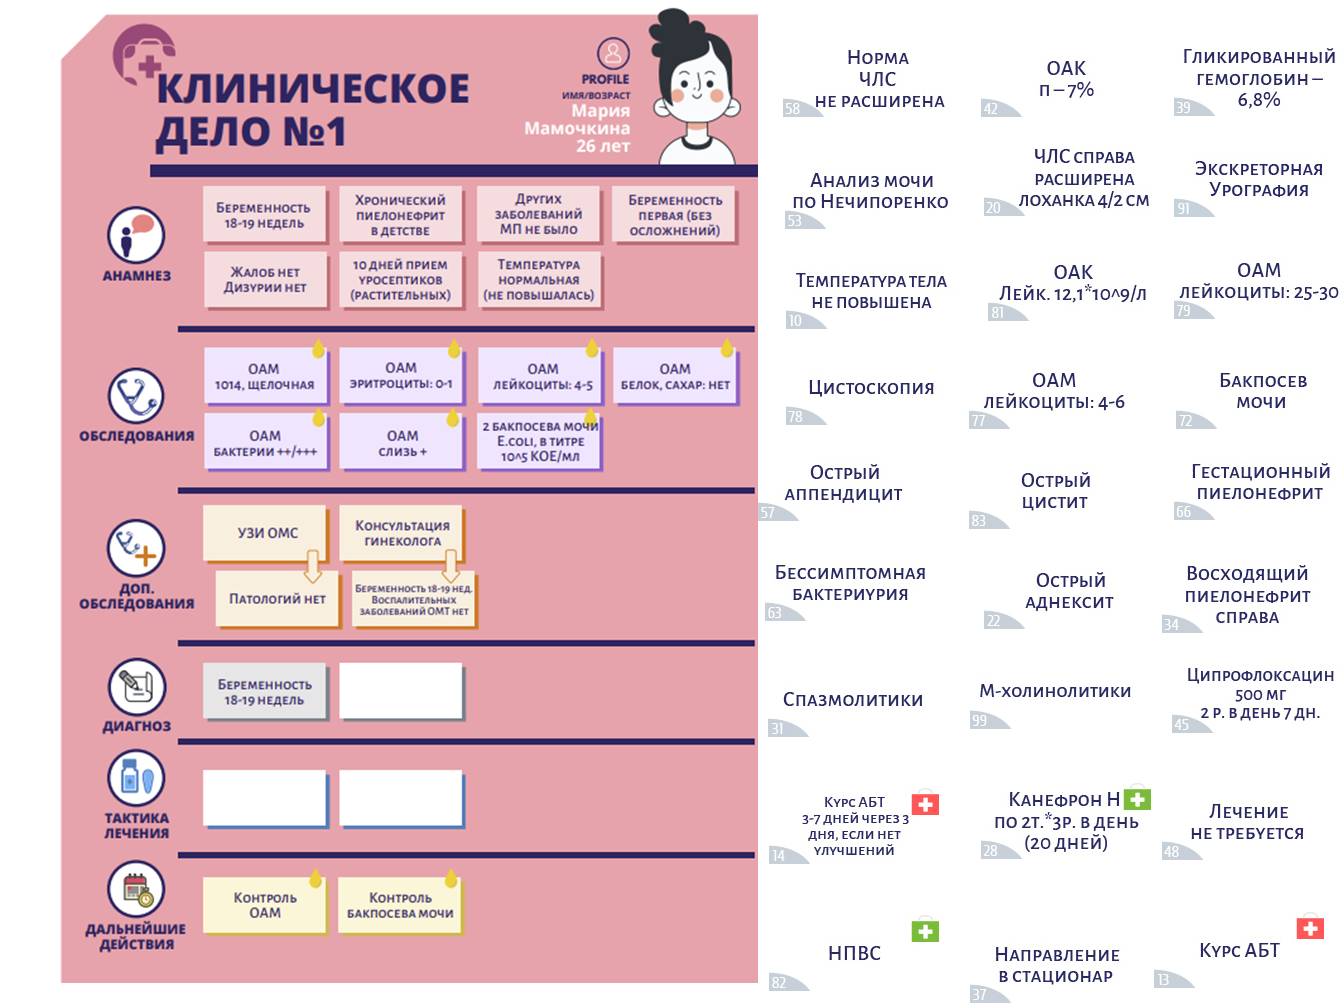 КЛИНИЧЕСКОЕ
ДЕЛО №1
PROFILE
ИМЯ/ВОЗРАСТ
Мария
Мамочкина
26 лет
АНАМНЕЗ
Беременность
18-19 недель
Хронический
пиелонефрит
в детстве
Других
заболеваний
МП не было
Беременность
первая (без
осложнений)
Жалоб нет
Дизурии нет
10 дней прием
уросептиков
(растительных)
Температура
нормальная
(не повышалась)
ОБСЛЕДОВАНИЯ
ОАМ
1014, щелочная
ОАМ
эритроциты: 0-1
ОАМ
лейкоциты: 4-5
ОАМ
белок, сахар: нет
ОАМ
бактерии ++/+++
ОАМ
слизь +
2 бакпосева мочи
E.coli, в титре
10^5 КОЕ/мл
ДОП.
ОБСЛЕДОВАНИЯ
УЗИ ОМС
Консультация
гинеколога
Патологий нет
Беременность 18-19 нед.
Воспалительных
заболеваний ОМТ нет
ДИАГНОЗ
Беременность
18-19 недель
ТАКТИКА
ЛЕЧЕНИЯ
ДАЛЬНЕЙШИЕ
ДЕЙСТВИЯ
Контроль
ОАМ
Контроль
бакпосева мочи
Норма
ЧЛС
не расширена
58
ОАК
п – 7%
42
Гликированный
гемоглобин –
6,8%
39
Анализ мочи
по Нечипоренко
53
ЧЛС справа
расширена
лоханка 4/2 см
20
Экскреторная
Урография
91
Температура тела
не повышена
10
ОАК
Лейк. 12,1*10^9/л
81
ОАМ
лейкоциты: 25-30
79
Цистоскопия
78
ОАМ
лейкоциты: 4-6
77
Бакпосев
мочи
72
Острый
аппендицит
57
Острый
цистит
83
Гестационный
пиелонефрит
66
Бессимптомная
бактериурия
63
Острый
аднексит
22
Восходящий
пиелонефрит
справа
34
Спазмолитики
31
М-холинолитики
99
Ципрофлоксацин
500 мг
2 р. в день 7 дн.
45
Курс АБТ
3-7 дней через 3
дня, если нет
улучшений
14
Канефрон Н
по 2т.*3р. в день
(20 дней)
28
Лечение
не требуется
48
НПВС
82
Направление
в стационар
37
Курс АБТ
13